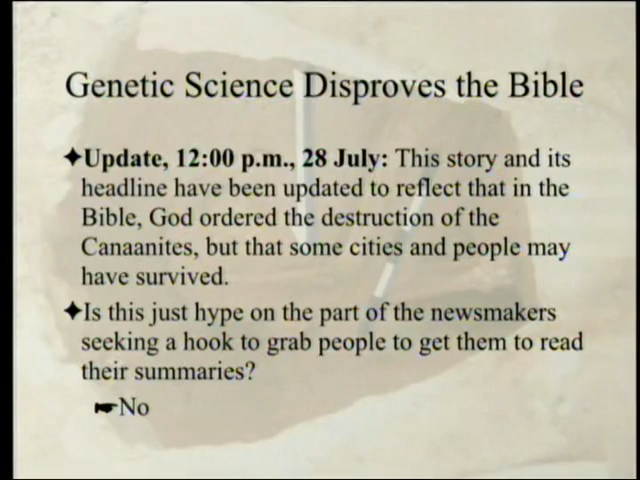 Genetic Science Disproves the Bible
Update, 12:00 p.m., 28 July: This story and its
headline have been updated to reflect that in the
Bible, God ordered the destruction of the
Canaanites, but that some cities and people may
have survived.
Is this just hype on the part of the newsmakers
seeking a hook to grab people to get them to read
their summaries?
No